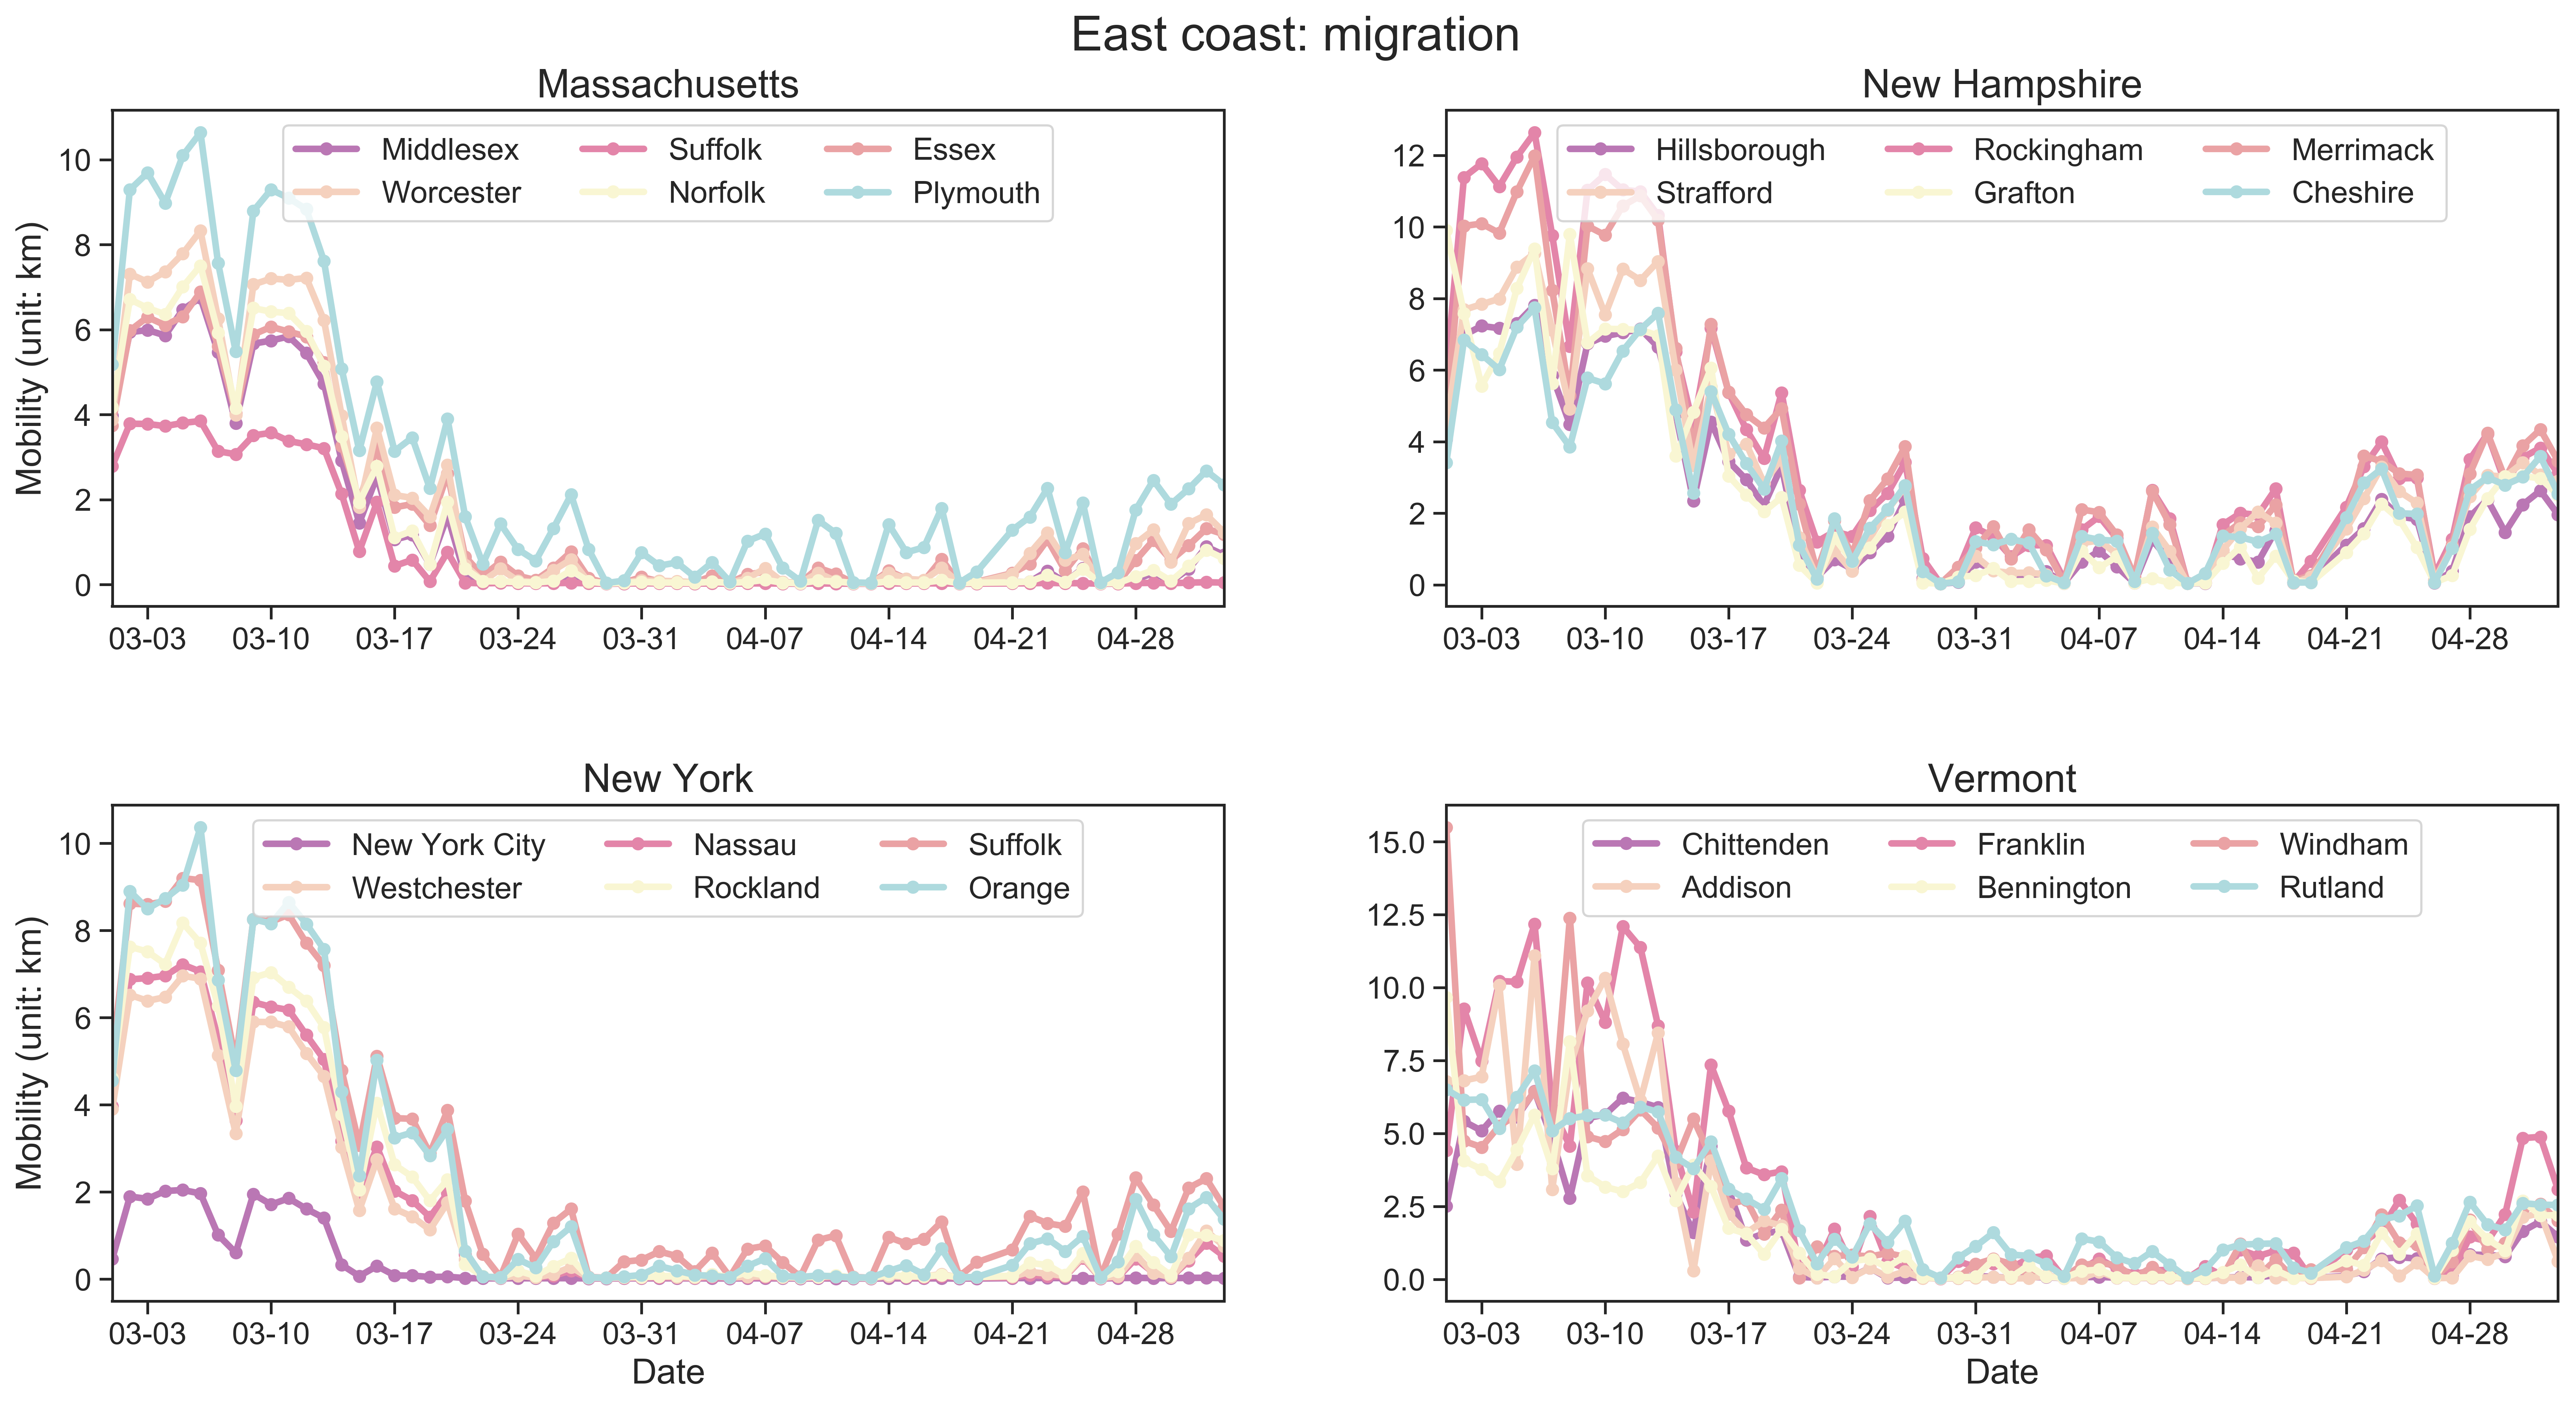 East coast: migration
Massachusetts
Mobility (unit: km)
10
8
6
4
2
0
Middlesex Suffolk Essex
Worcester Norfolk Plymouth
03-03 03-10 03-17 03-24 03-31 04-07 04-14 04-21 04-28
New Hampshire
12
10
8
6
4
2
0
Hillsborough Rockingham Merrimack
Strafford Grafton Cheshire
03-03 03-10 03-17 03-24 03-31 04-07 04-14 04-21 04-28
New York
Mobility (unit: km)
10
8
6
4
2
0
New York City Nassau Suffolk
Westchester Rockland Orange
03-03 03-10 03-17 03-24 03-31 04-07 04-14 04-21 04-28
Date
Vermont
15.0
12.5
10.0
7.5
5.0
2.5
0.0
Chittenden Franklin Windham
Addison Bennington Rutland
03-03 03-10 03-17 03-24 03-31 04-07 04-14 04-21 04-28
Date